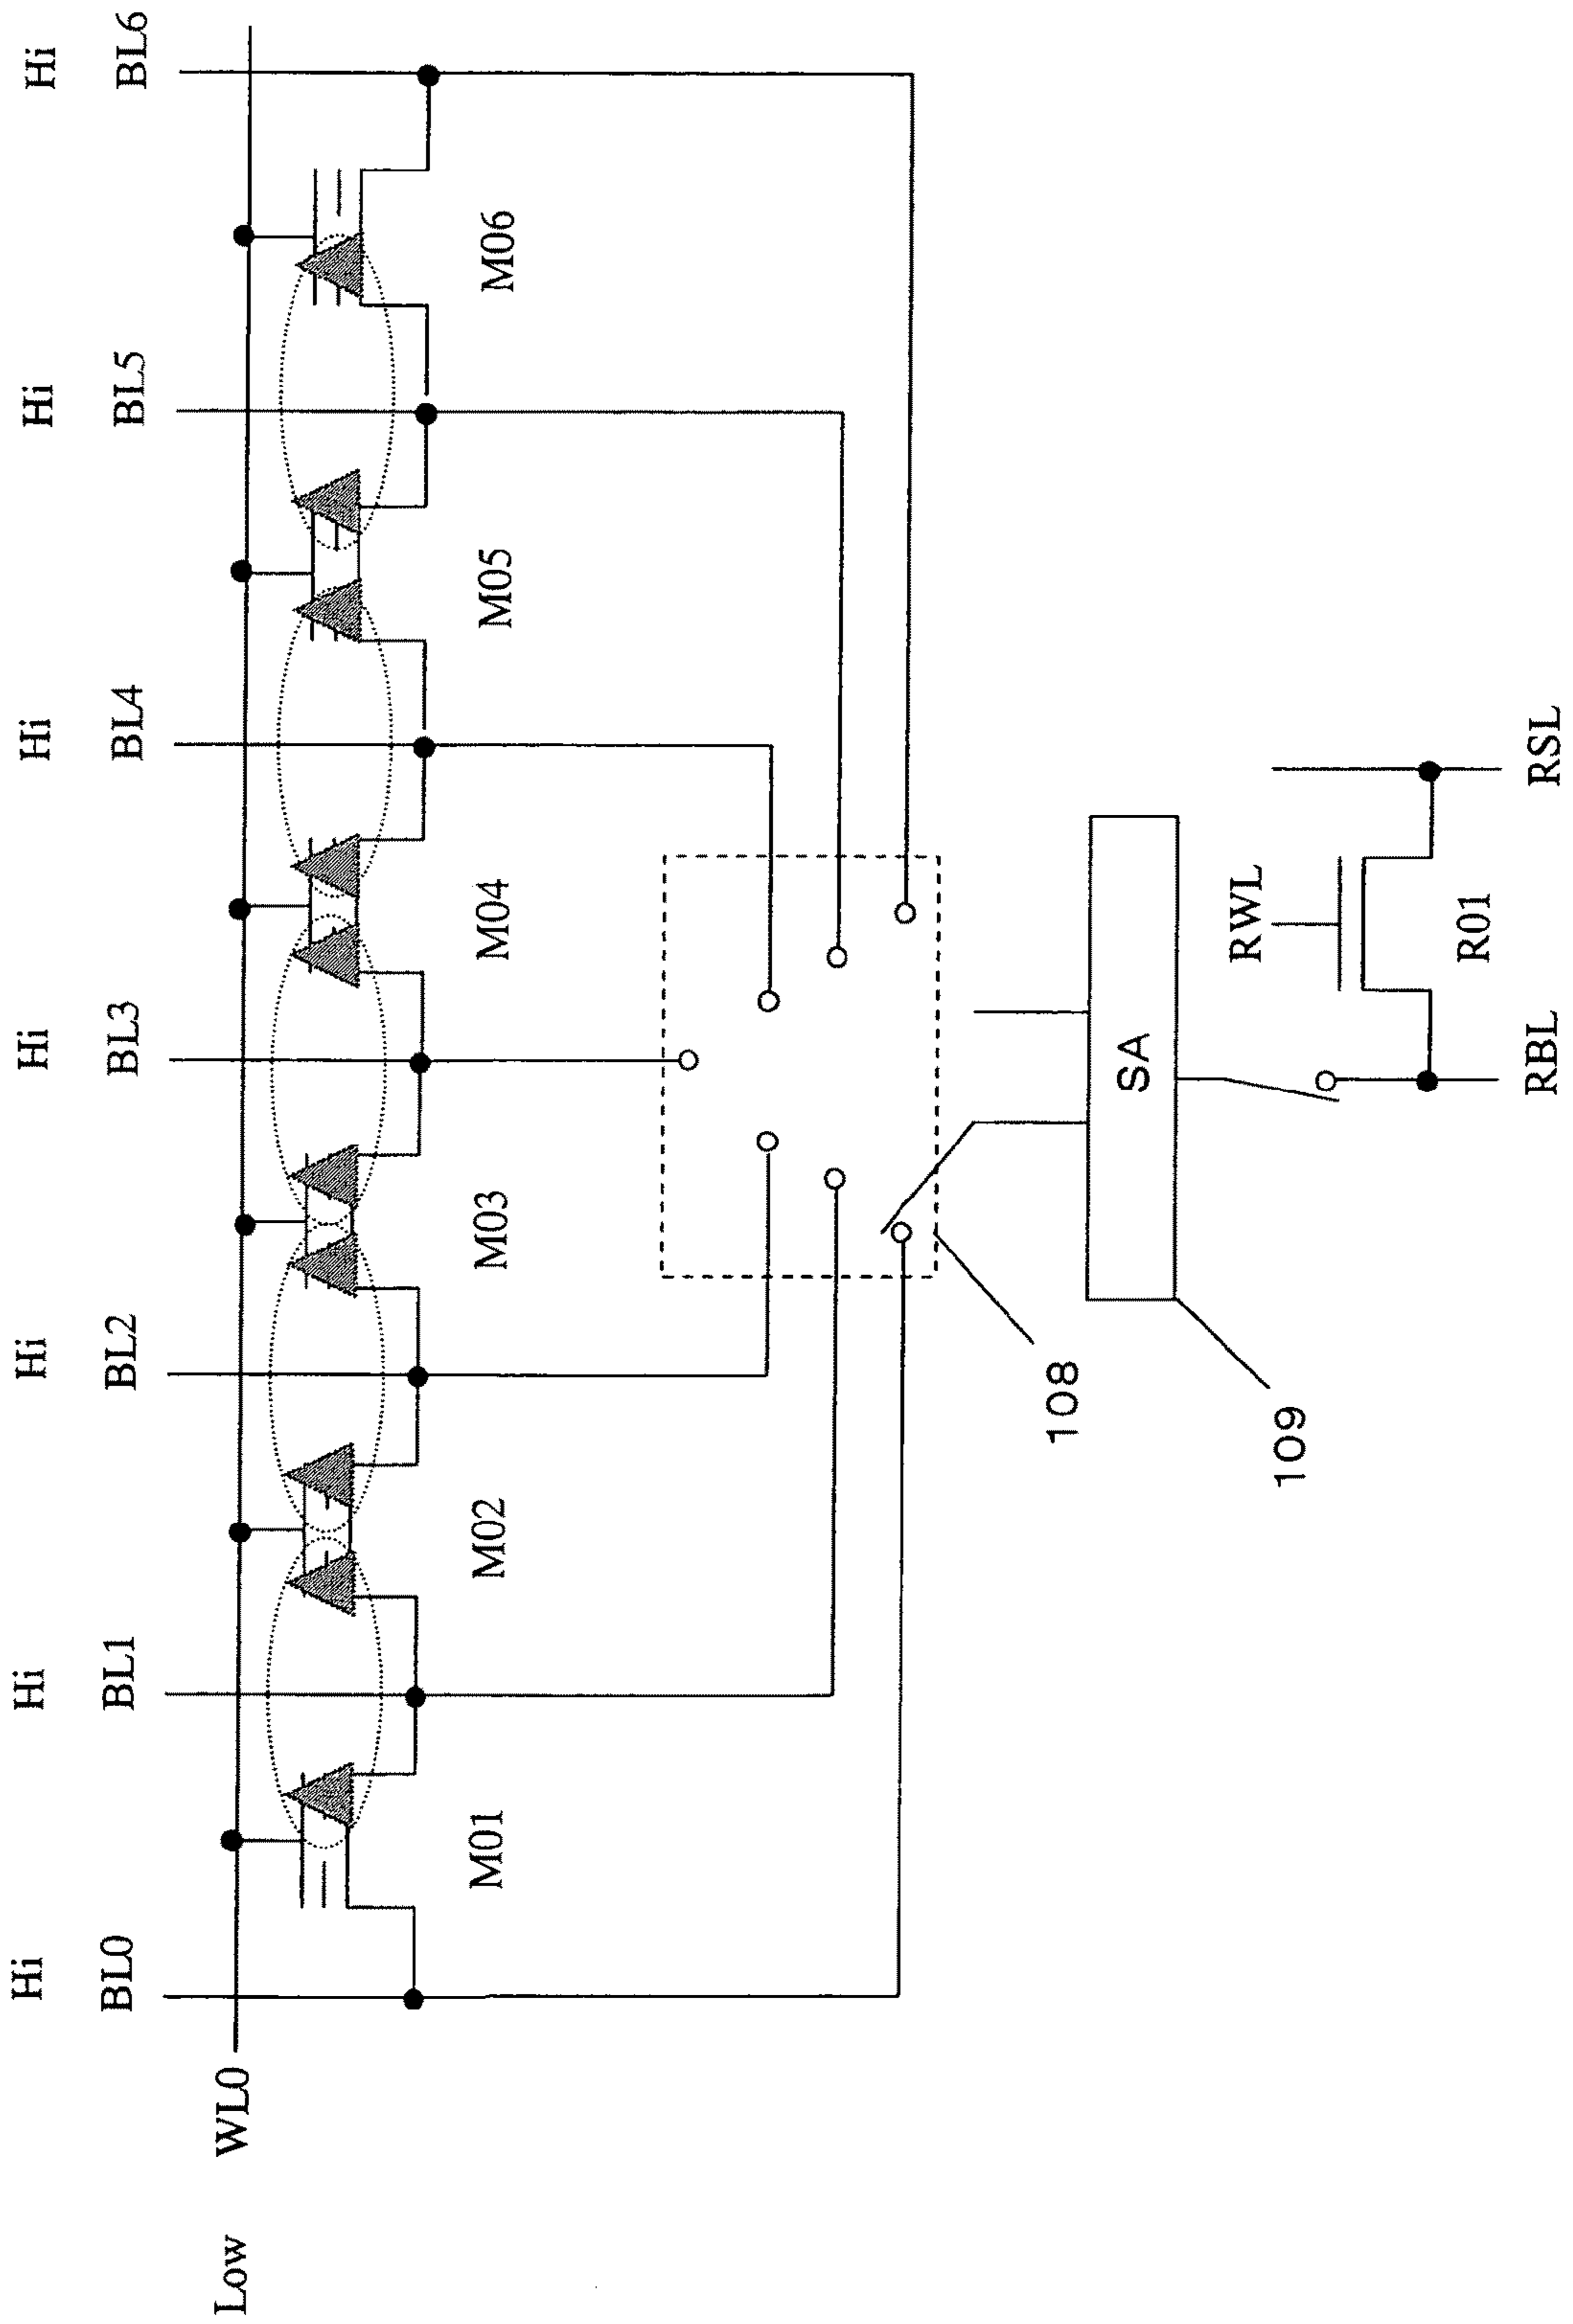 Hi Hi Hi Hi Hi Hi Hi
BL0 BL1 BL2 BL3 BL4 BL5 BL6
Low WL0
M01 M02 M03 M04 M05 M06
108
SA
109
RWL
R01
RBL RSL